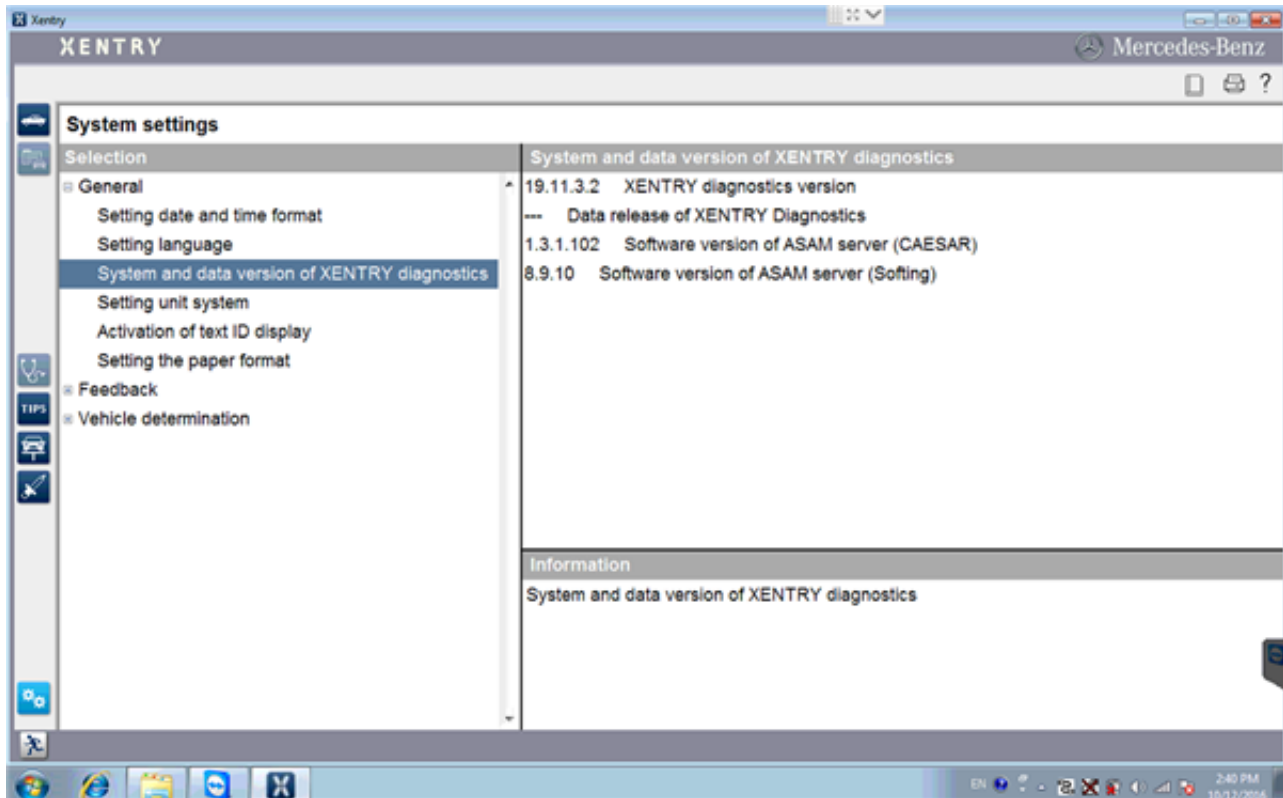 Xentry
XENTRY
Mercedes-Benz
?
System settings
Selection
General
Setting date and time format
Setting language
System and data version of XENTRY diagnostics
Setting unit system
Activation of text ID display
Setting the paper format
Feedback
Vehicle determination
TIPS
System and data version of XENTRY diagnostics
19.11.3.2 XENTRY diagnostics version
--- Data release of XENTRY Diagnostics
1.3.1.102 Software version of ASAM server (CAESAR)
8.9.10 Software version of ASAM server (Softing)
Information
System and data version of XENTRY diagnostics
X
EN
2:40 PM
10/12/2016